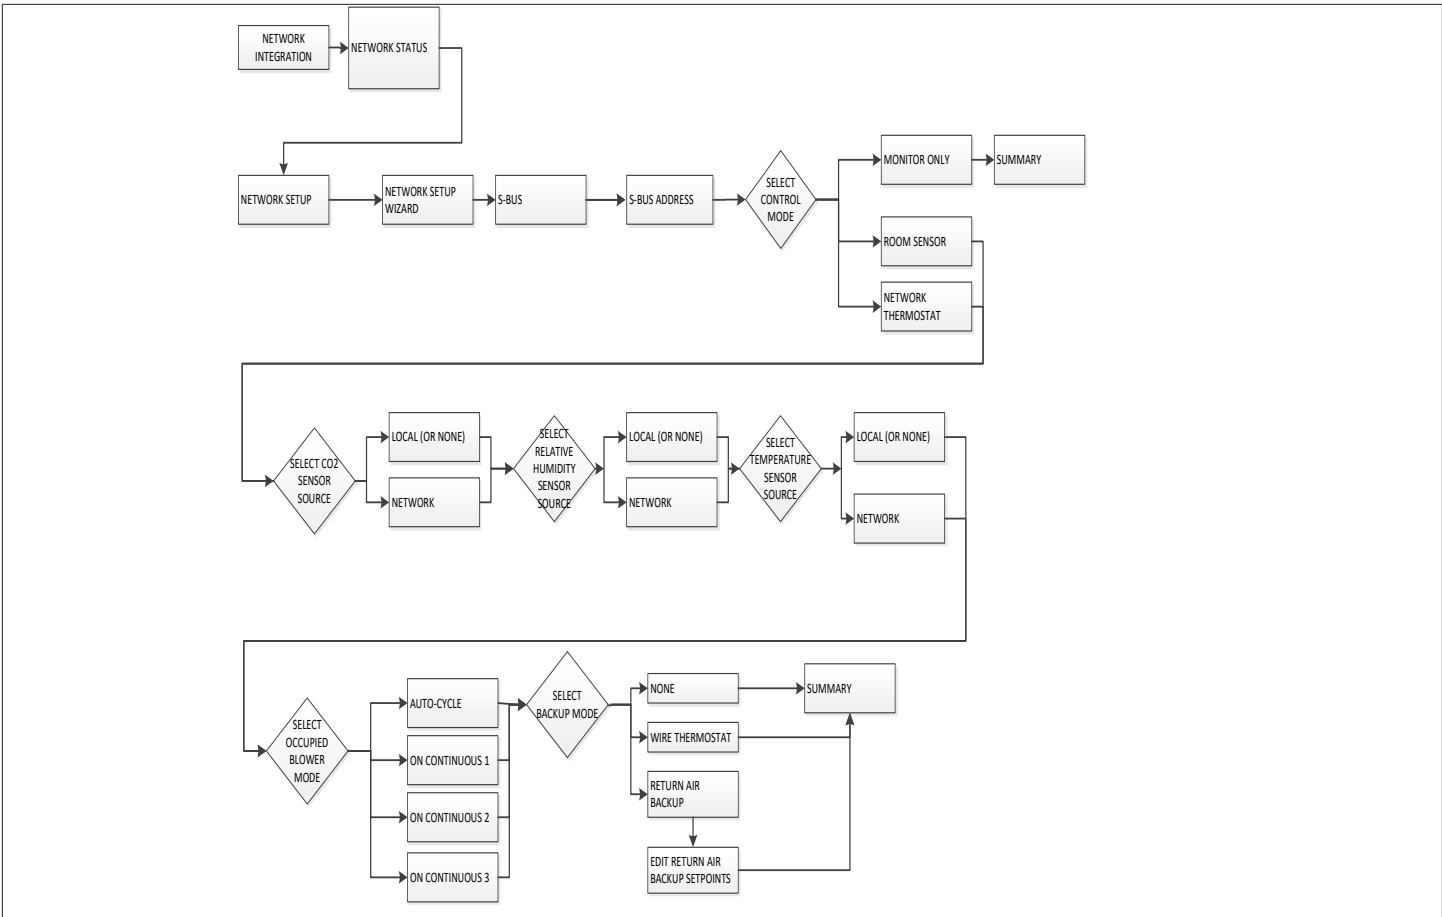 NETWORK
INTEGRATION
NETWORK STATUS
NETWORK SETUP
NETWORK SETUP
WIZARD
S-BUS
S-BUS ADDRESS
SELECT
CONTROL
MODE
MONITOR ONLY
SUMMARY
ROOM SENSOR
NETWORK
THERMOSTAT
SELECT CO2
SENSOR
SOURCE
LOCAL (OR NONE)
NETWORK
SELECT
RELATIVE
HUMIDITY
SENSOR
SOURCE
LOCAL (OR NONE)
NETWORK
SELECT
TEMPERATURE
SENSOR
SOURCE
LOCAL (OR NONE)
NETWORK
SELECT
OCCUPIED
BLOWER
MODE
AUTO-CYCLE
ON CONTINUOUS 1
ON CONTINUOUS 2
ON CONTINUOUS 3
SELECT
BACKUP MODE
NONE
WIRE THERMOSTAT
RETURN AIR
BACKUP
EDIT RETURN AIR
BACKUP SETPOINTS
SUMMARY